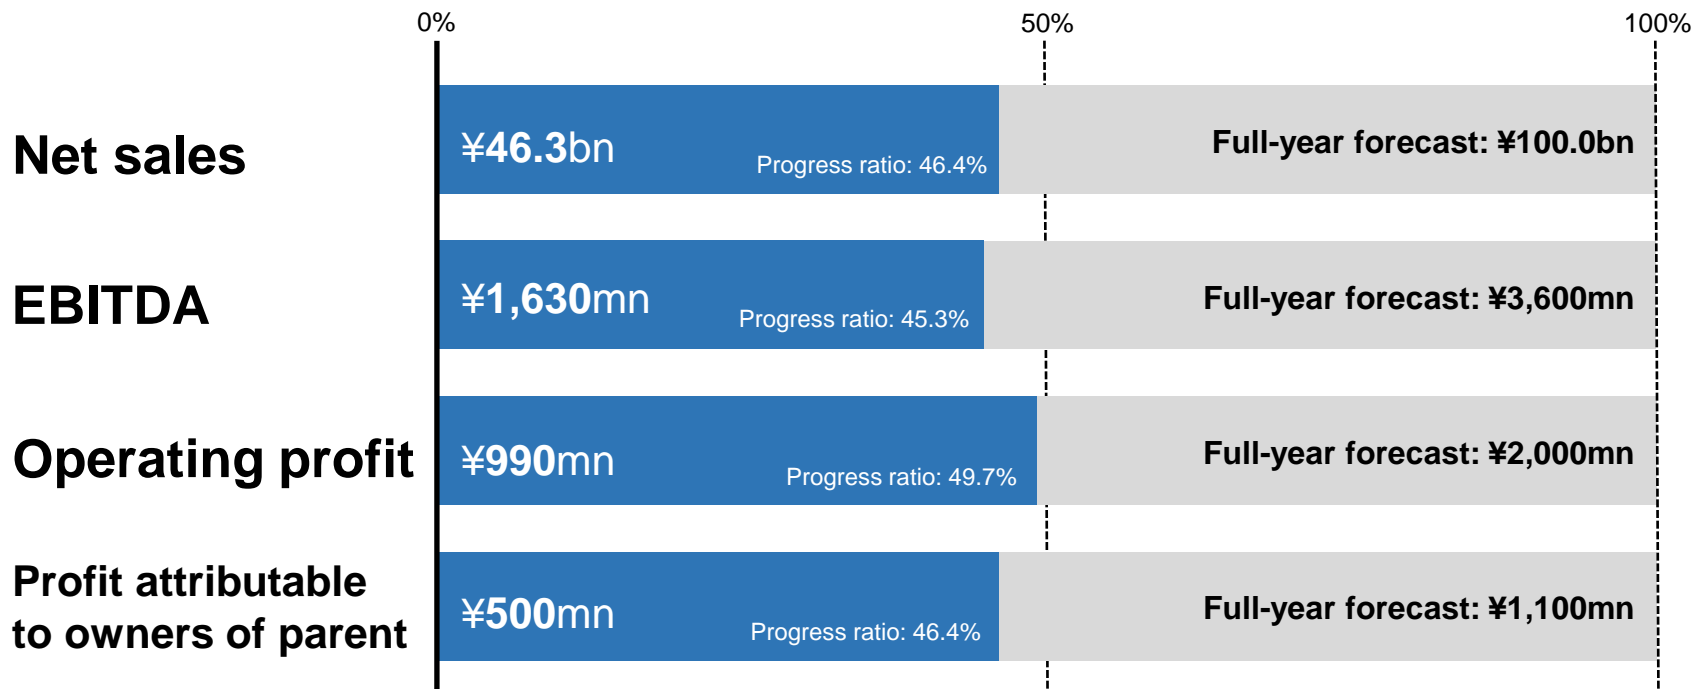 0%
50%
100%
Net sales
¥46.3bn
Progress ratio: 46.4%
Full-year forecast: ¥100.0bn
EBITDA
¥1,630mn
Progress ratio: 45.3%
Full-year forecast: ¥3,600mn
Operating profit
¥990mn
Progress ratio: 49.7%
Full-year forecast: ¥2,000mn
Profit attributable
to owners of parent
¥500mn
Progress ratio: 46.4%
Full-year forecast: ¥1,100mn